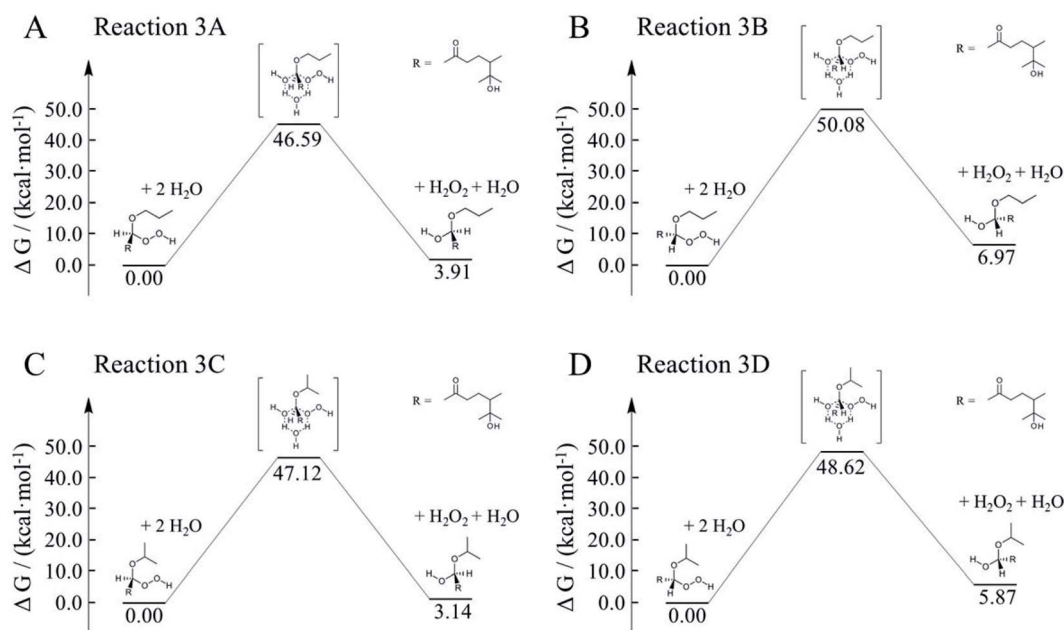 A Reaction 3A
ΔG / (kcal·mol⁻¹)
50.0
40.0
30.0
20.0
10.0
0.0
R =
O
OH
46.59
+ 2 H₂O
0.00
+ H₂O₂ + H₂O
3.91
B Reaction 3B
ΔG / (kcal·mol⁻¹)
50.0
40.0
30.0
20.0
10.0
0.0
R =
O
OH
50.08
+ 2 H₂O
0.00
+ H₂O₂ + H₂O
6.97
C Reaction 3C
ΔG / (kcal·mol⁻¹)
50.0
40.0
30.0
20.0
10.0
0.0
R =
O
OH
47.12
+ 2 H₂O
0.00
+ H₂O₂ + H₂O
3.14
D Reaction 3D
ΔG / (kcal·mol⁻¹)
50.0
40.0
30.0
20.0
10.0
0.0
R =
O
OH
48.62
+ 2 H₂O
0.00
+ H₂O₂ + H₂O
5.87